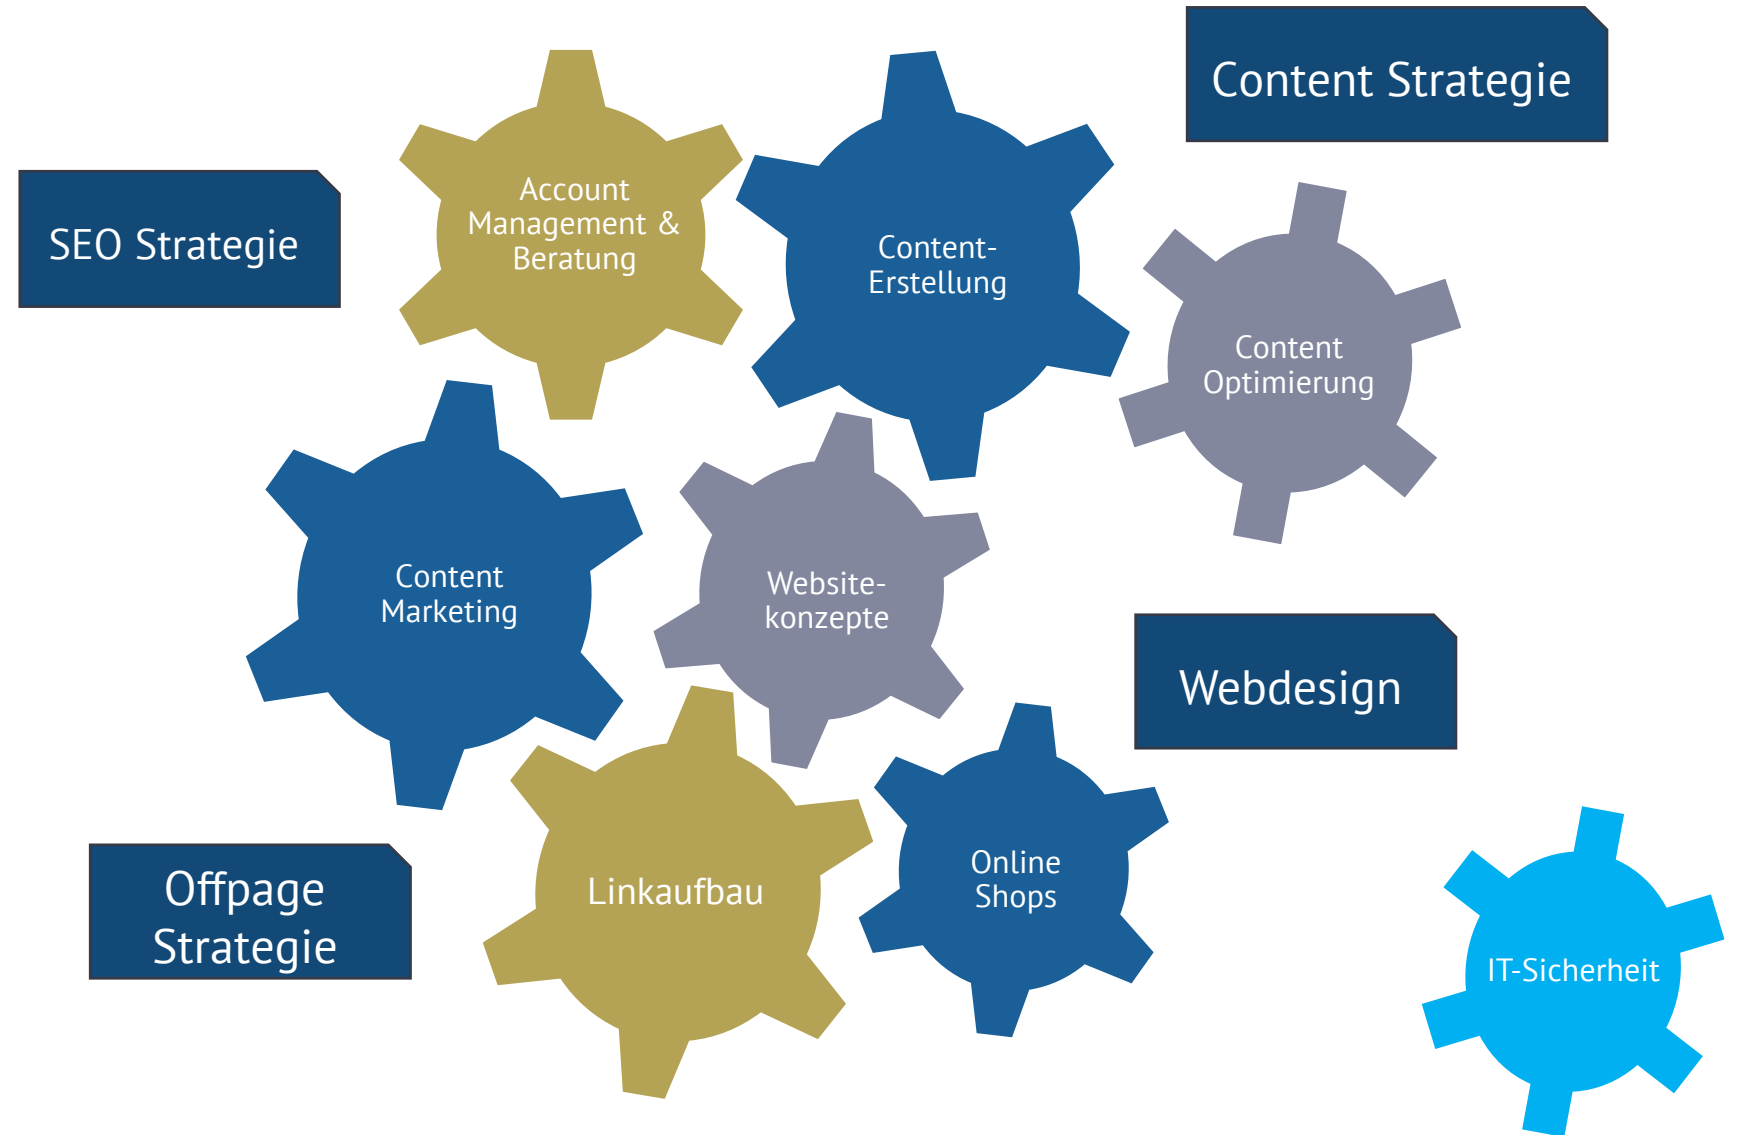 Content Strategie
SEO Strategie
Account
Management &
Beratung
Content-
Erstellung
Content
Optimierung
Content
Marketing
Website-
konzepte
Webdesign
Offpage
Strategie
Linkaufbau
Online
Shops
IT-Sicherheit